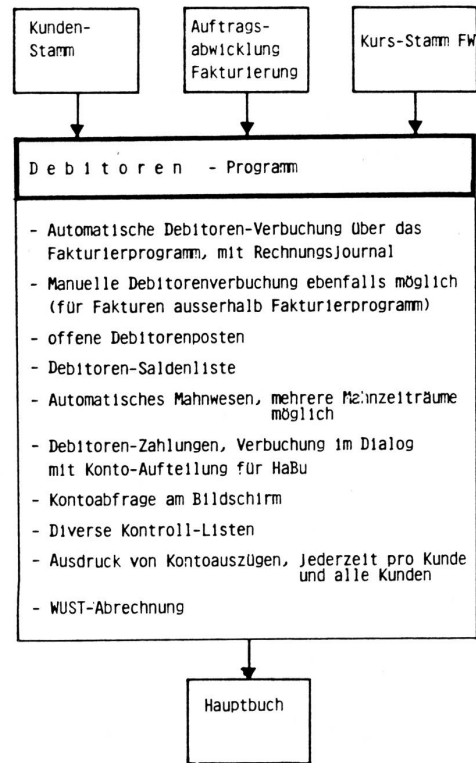 Kunden-
Stamm
Auftrags-
abwicklung
Fakturierung
Kurs-Stamm FW
Debitoren - Programm
- Automatische Debitoren-Verbuchung über das
Fakturierprogramm, mit Rechnungsjournal
- Manuelle Debitorenverbuchung ebenfalls möglich
(für Fakturen ausserhalb Fakturierprogramm)
- offene Debitorenposten
- Debitoren-Saldenliste
- Automatisches Mahnwesen, mehrere Mahnzeiträume
möglich
- Debitoren-Zahlungen, Verbuchung im Dialog
mit Konto-Aufteilung für HaBu
- Kontoabfrage am Bildschirm
- Diverse Kontroll-Listen
- Ausdruck von Kontoauszügen, jederzeit pro Kunde
und alle Kunden
- WUST-Abrechnung
Hauptbuch